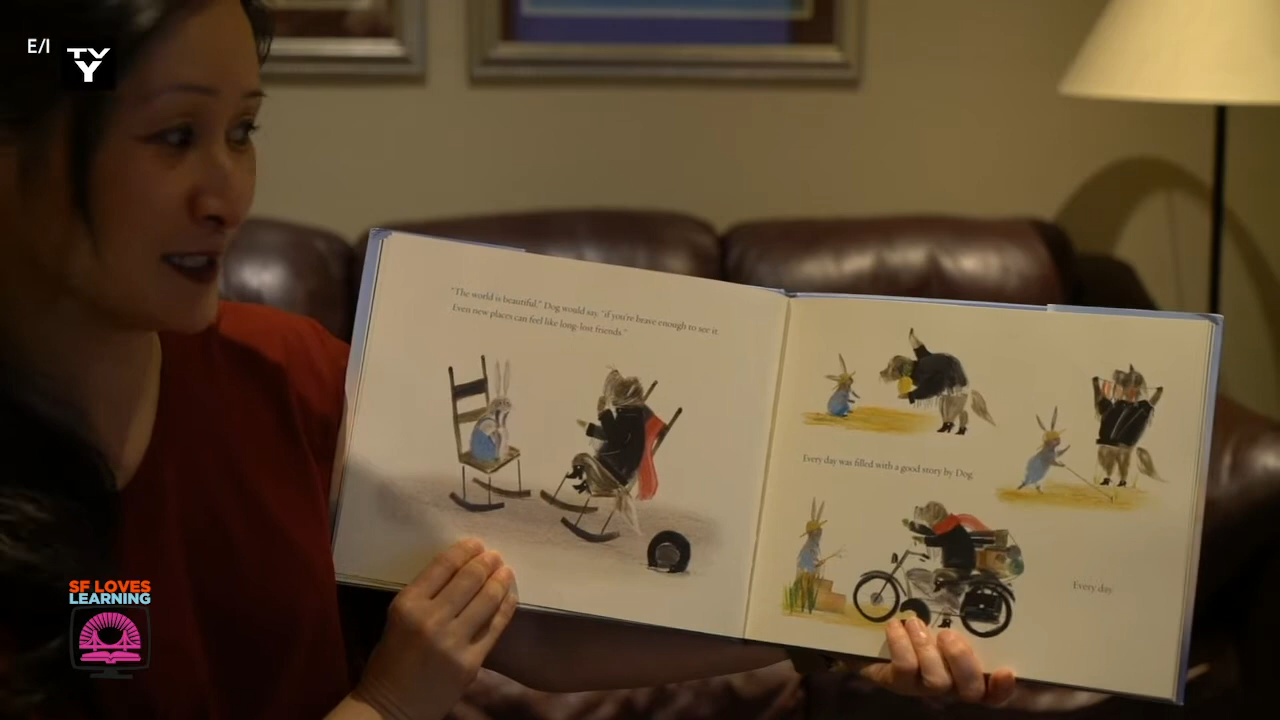 E/I
TV
Y
"The world is beautiful," Dog would say, "if you're brave enough to see it.
Even new places can feel like long-lost friends."
Every day was filled with a good story by Dog.
Every day.
SF LOVES
LEARNING